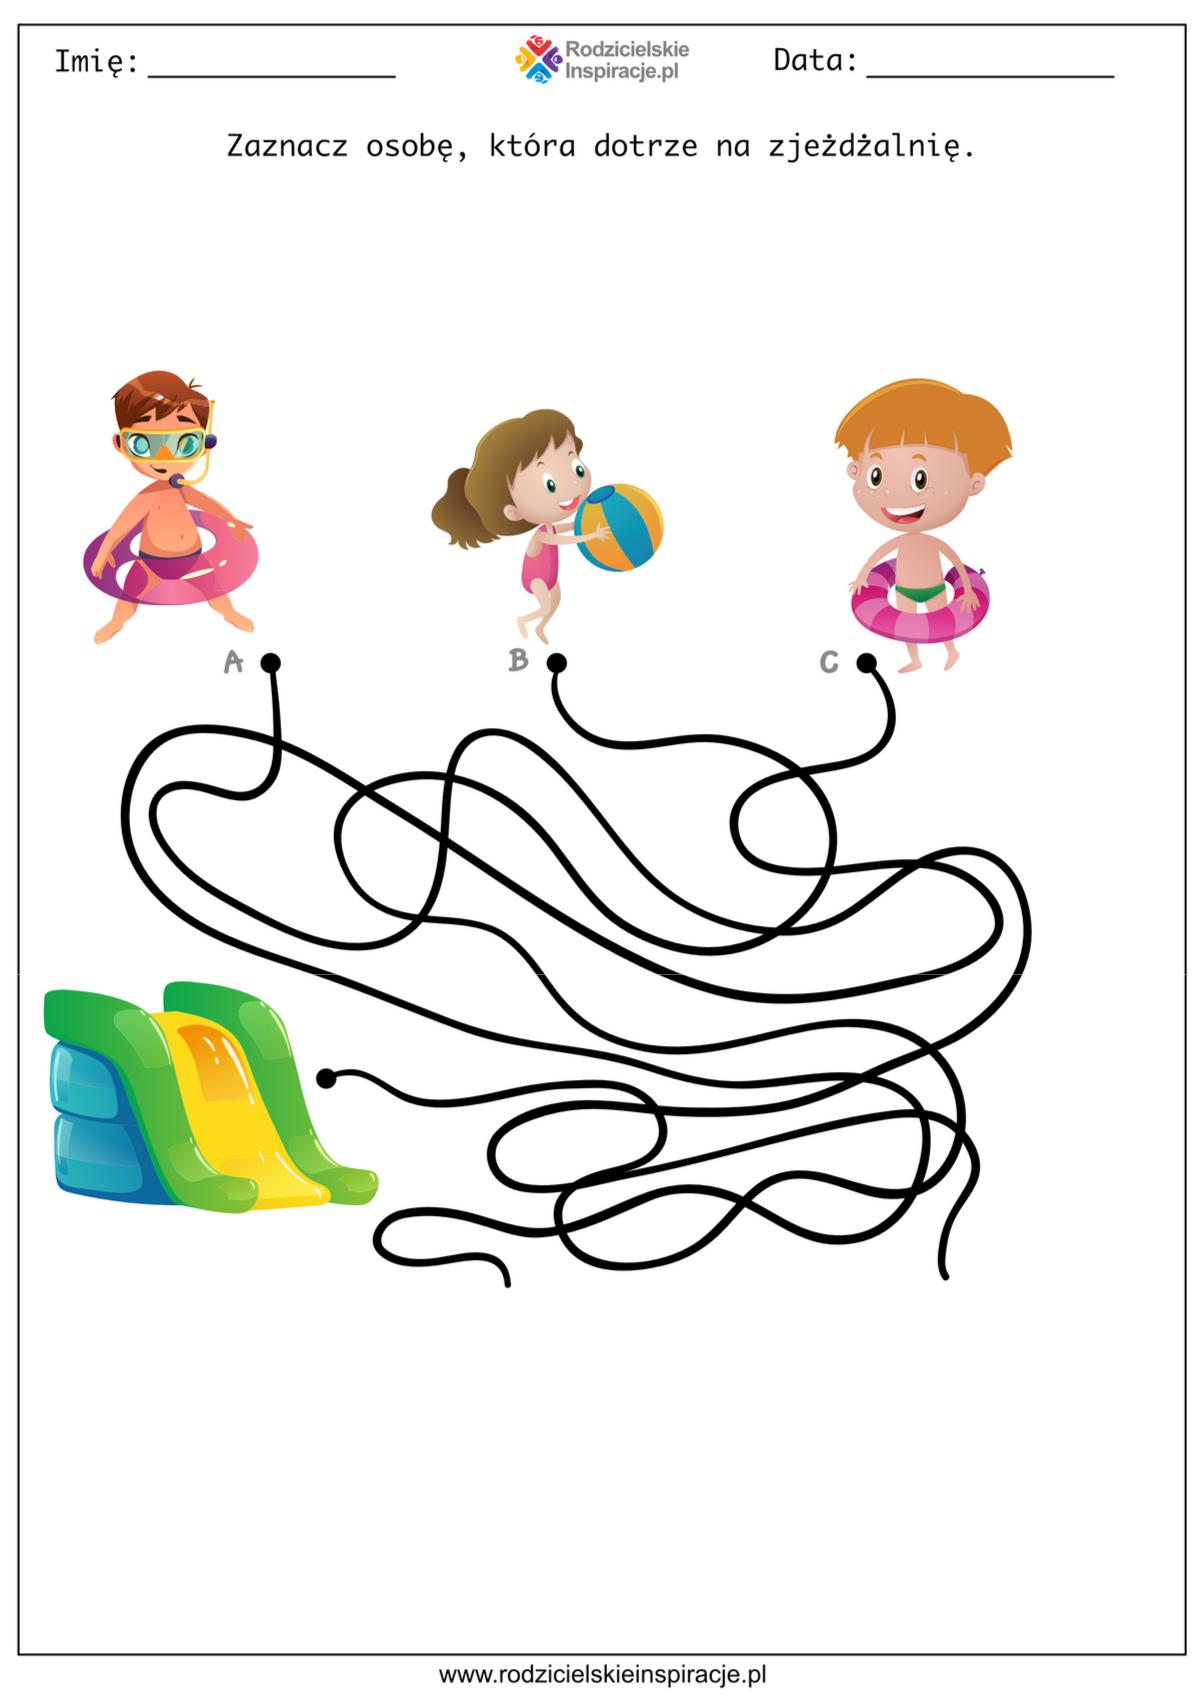 Imię:
Rodzicielskie
Inspiracje.pl
Data:
Zaznacz osobę, która dotrze na zjeżdżalnię.
A
B
C
www.rodzicielskieinspiracje.pl